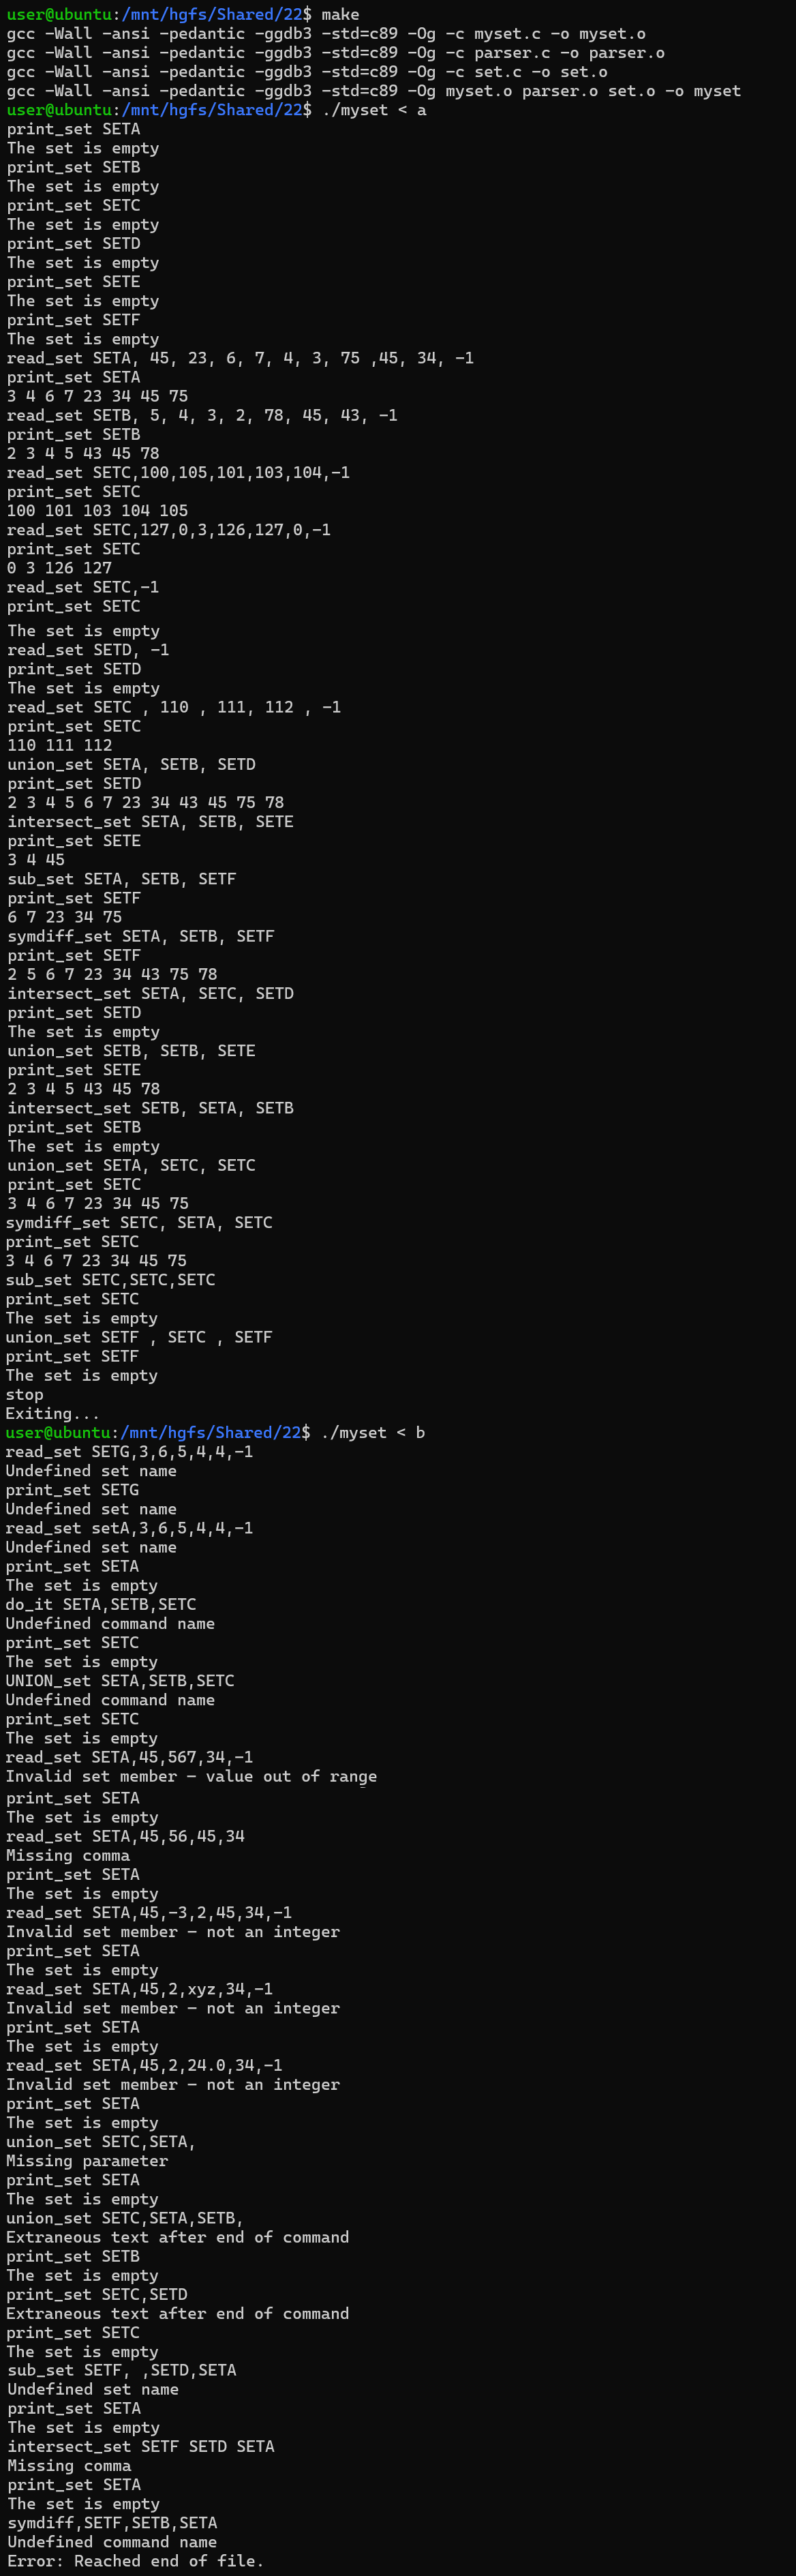 user@ubuntu:/mnt/hgfs/Shared/22$ make
gcc -Wall -ansi -pedantic -ggdb3 -std=c89 -Og -c myset.c -o myset.o
gcc -Wall -ansi -pedantic -ggdb3 -std=c89 -Og -c parser.c -o parser.o
gcc -Wall -ansi -pedantic -ggdb3 -std=c89 -Og -c set.c -o set.o
gcc -Wall -ansi -pedantic -ggdb3 -std=c89 -Og myset.o parser.o set.o -o myset
user@ubuntu:/mnt/hgfs/Shared/22$ ./myset < a
print_set SETA
The set is empty
print_set SETB
The set is empty
print_set SETC
The set is empty
print_set SETD
The set is empty
print_set SETE
The set is empty
print_set SETF
The set is empty
read_set SETA, 45, 23, 6, 7, 4, 3, 75 ,45, 34, -1
print_set SETA
3 4 6 7 23 34 45 75
read_set SETB, 5, 4, 3, 2, 78, 45, 43, -1
print_set SETB
2 3 4 5 43 45 78
read_set SETC,100,105,101,103,104,-1
print_set SETC
100 101 103 104 105
read_set SETC,127,0,3,126,127,0,-1
print_set SETC
0 3 126 127
read_set SETC,-1
print_set SETC
The set is empty
read_set SETD, -1
print_set SETD
The set is empty
read_set SETC , 110 , 111, 112 , -1
print_set SETC
110 111 112
union_set SETA, SETB, SETD
print_set SETD
2 3 4 5 6 7 23 34 43 45 75 78
intersect_set SETA, SETB, SETE
print_set SETE
3 4 45
sub_set SETA, SETB, SETF
print_set SETF
6 7 23 34 75
symdiff_set SETA, SETB, SETF
print_set SETF
2 5 6 7 23 34 43 75 78
intersect_set SETA, SETC, SETD
print_set SETD
The set is empty
union_set SETB, SETB, SETE
print_set SETE
2 3 4 5 43 45 78
intersect_set SETB, SETA, SETB
print_set SETB
The set is empty
union_set SETA, SETC, SETC
print_set SETC
3 4 6 7 23 34 45 75
symdiff_set SETC, SETA, SETC
print_set SETC
3 4 6 7 23 34 45 75
sub_set SETC,SETC,SETC
print_set SETC
The set is empty
union_set SETF , SETC , SETF
print_set SETF
The set is empty
stop
Exiting...
user@ubuntu:/mnt/hgfs/Shared/22$ ./myset < b
read_set SETG,3,6,5,4,4,-1
Undefined set name
print_set SETG
Undefined set name
read_set setA,3,6,5,4,4,-1
Undefined set name
print_set SETA
The set is empty
do_it SETA,SETB,SETC
Undefined command name
print_set SETC
The set is empty
UNION_set SETA,SETB,SETC
Undefined command name
print_set SETC
The set is empty
read_set SETA,45,567,34,-1
Invalid set member – value out of range
print_set SETA
The set is empty
read_set SETA,45,56,45,34
Missing comma
print_set SETA
The set is empty
read_set SETA,45,-3,2,45,34,-1
Invalid set member – not an integer
print_set SETA
The set is empty
read_set SETA,45,2,xyz,34,-1
Invalid set member – not an integer
print_set SETA
The set is empty
read_set SETA,45,2,24.0,34,-1
Invalid set member – not an integer
print_set SETA
The set is empty
union_set SETC,SETA,
Missing parameter
print_set SETA
The set is empty
union_set SETC,SETA,SETB,
Extraneous text after end of command
print_set SETB
The set is empty
print_set SETC,SETD
Extraneous text after end of command
print_set SETC
The set is empty
sub_set SETF, ,SETD,SETA
Undefined set name
print_set SETA
The set is empty
intersect_set SETF SETD SETA
Missing comma
print_set SETA
The set is empty
symdiff,SETF,SETB,SETA
Undefined command name
Error: Reached end of file.